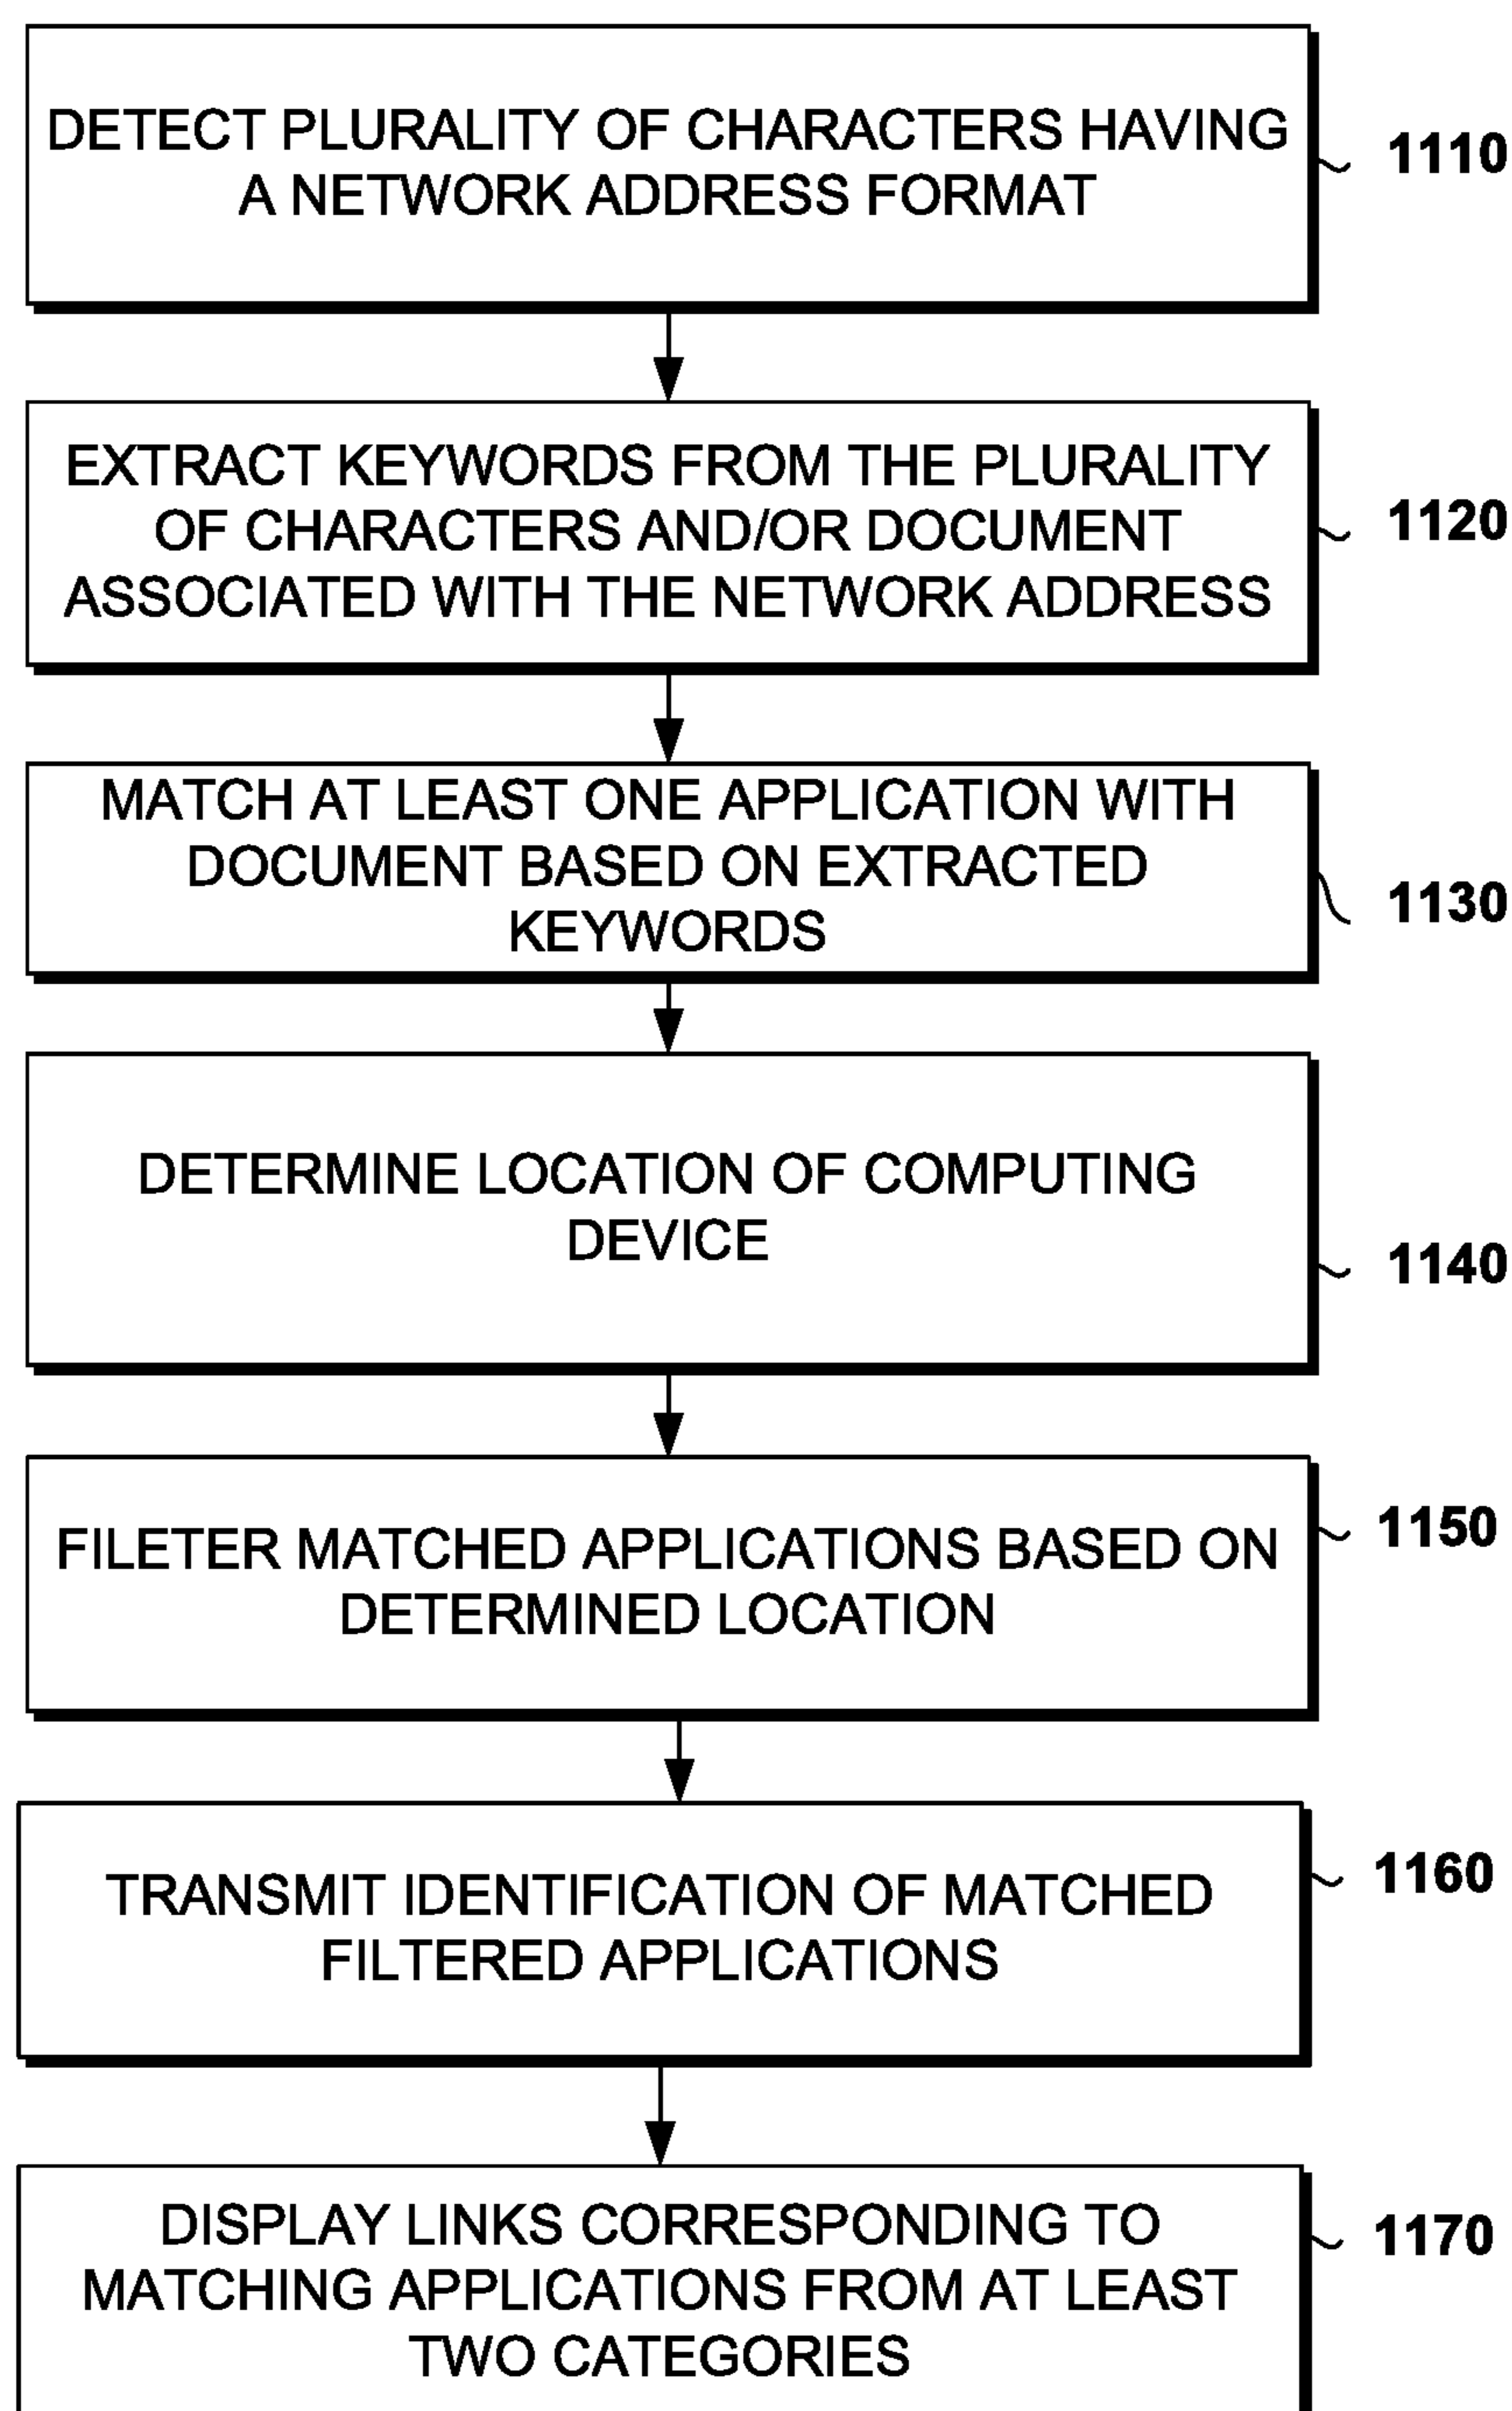 DETECT PLURALITY OF CHARACTERS HAVING
A NETWORK ADDRESS FORMAT
1110
EXTRACT KEYWORDS FROM THE PLURALITY
OF CHARACTERS AND/OR DOCUMENT
ASSOCIATED WITH THE NETWORK ADDRESS
1120
MATCH AT LEAST ONE APPLICATION WITH
DOCUMENT BASED ON EXTRACTED
KEYWORDS
1130
DETERMINE LOCATION OF COMPUTING
DEVICE
1140
FILETER MATCHED APPLICATIONS BASED ON
DETERMINED LOCATION
1150
TRANSMIT IDENTIFICATION OF MATCHED
FILTERED APPLICATIONS
1160
DISPLAY LINKS CORRESPONDING TO
MATCHING APPLICATIONS FROM AT LEAST
TWO CATEGORIES
1170